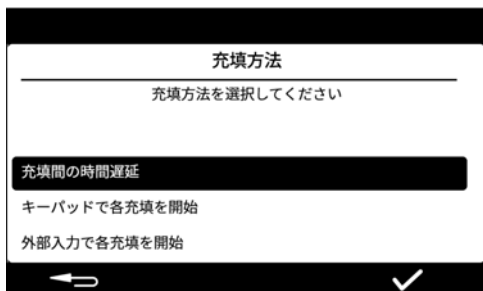 充填方法
充填方法を選択してください
充填間の時間遅延
キーパッドで各充填を開始
外部入力で各充填を開始